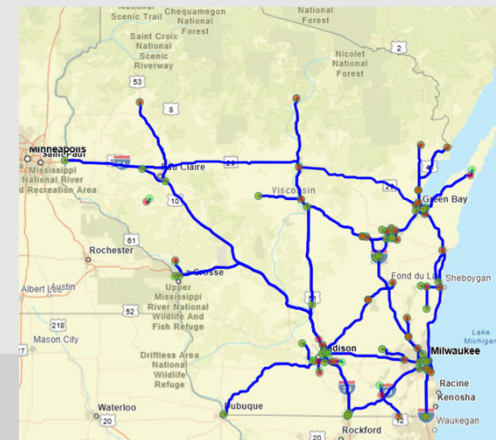 National
Scenic Trail
Chequamegon
National
Forest
National
Forest
Saint Croix
National
Scenic
Riverway
Nicolet
National
Forest
2
53
8
Minneapolis
Saint Paul
Mississippi
National River
d Recreation Area
Eau Claire
29
Wisconsin
10
Green Bay
61
Rochester
La Crosse
Fond du La
Sheboygan
Albert Lea
Austin
Upper
Mississippi
River National
Wildlife And
Fish Refuge
52
51
218
Mason City
Lake
Michigan
Driftless Area
National
Wildlife
Refuge
Madison
Milwaukee
Racine
Kenosha
27
Waterloo
Dubuque
12
Waukegan
20
20
Rockford